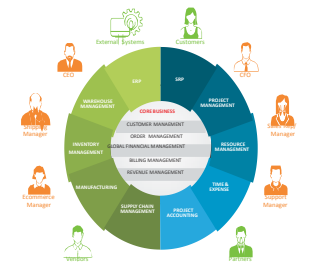 External Systems
Customers
CEO
CFO
ERP
SRP
WAREHOUSE
MANAGEMENT
PROJECT
MANAGEMENT
CORE BUSINESS
CUSTOMER MANAEMENT
ORDER MANAGEMENT
GLOBAL FINANCIAL MANAGEMENT
BILLING MANAGEMENT
REVENUE MANAGEMENT
Shipping
Manager
Manager
INVENTORY
MANAGEMENT
RESOURCE
MANAGEMENT
MANUFACTURING
TIME &
EXPENSE
Ecommerce
Manager
Support
Manager
SUPPLY CHAIN
MANAGEMENT
PROJECT
ACCOUNTING
Vendors
Partners